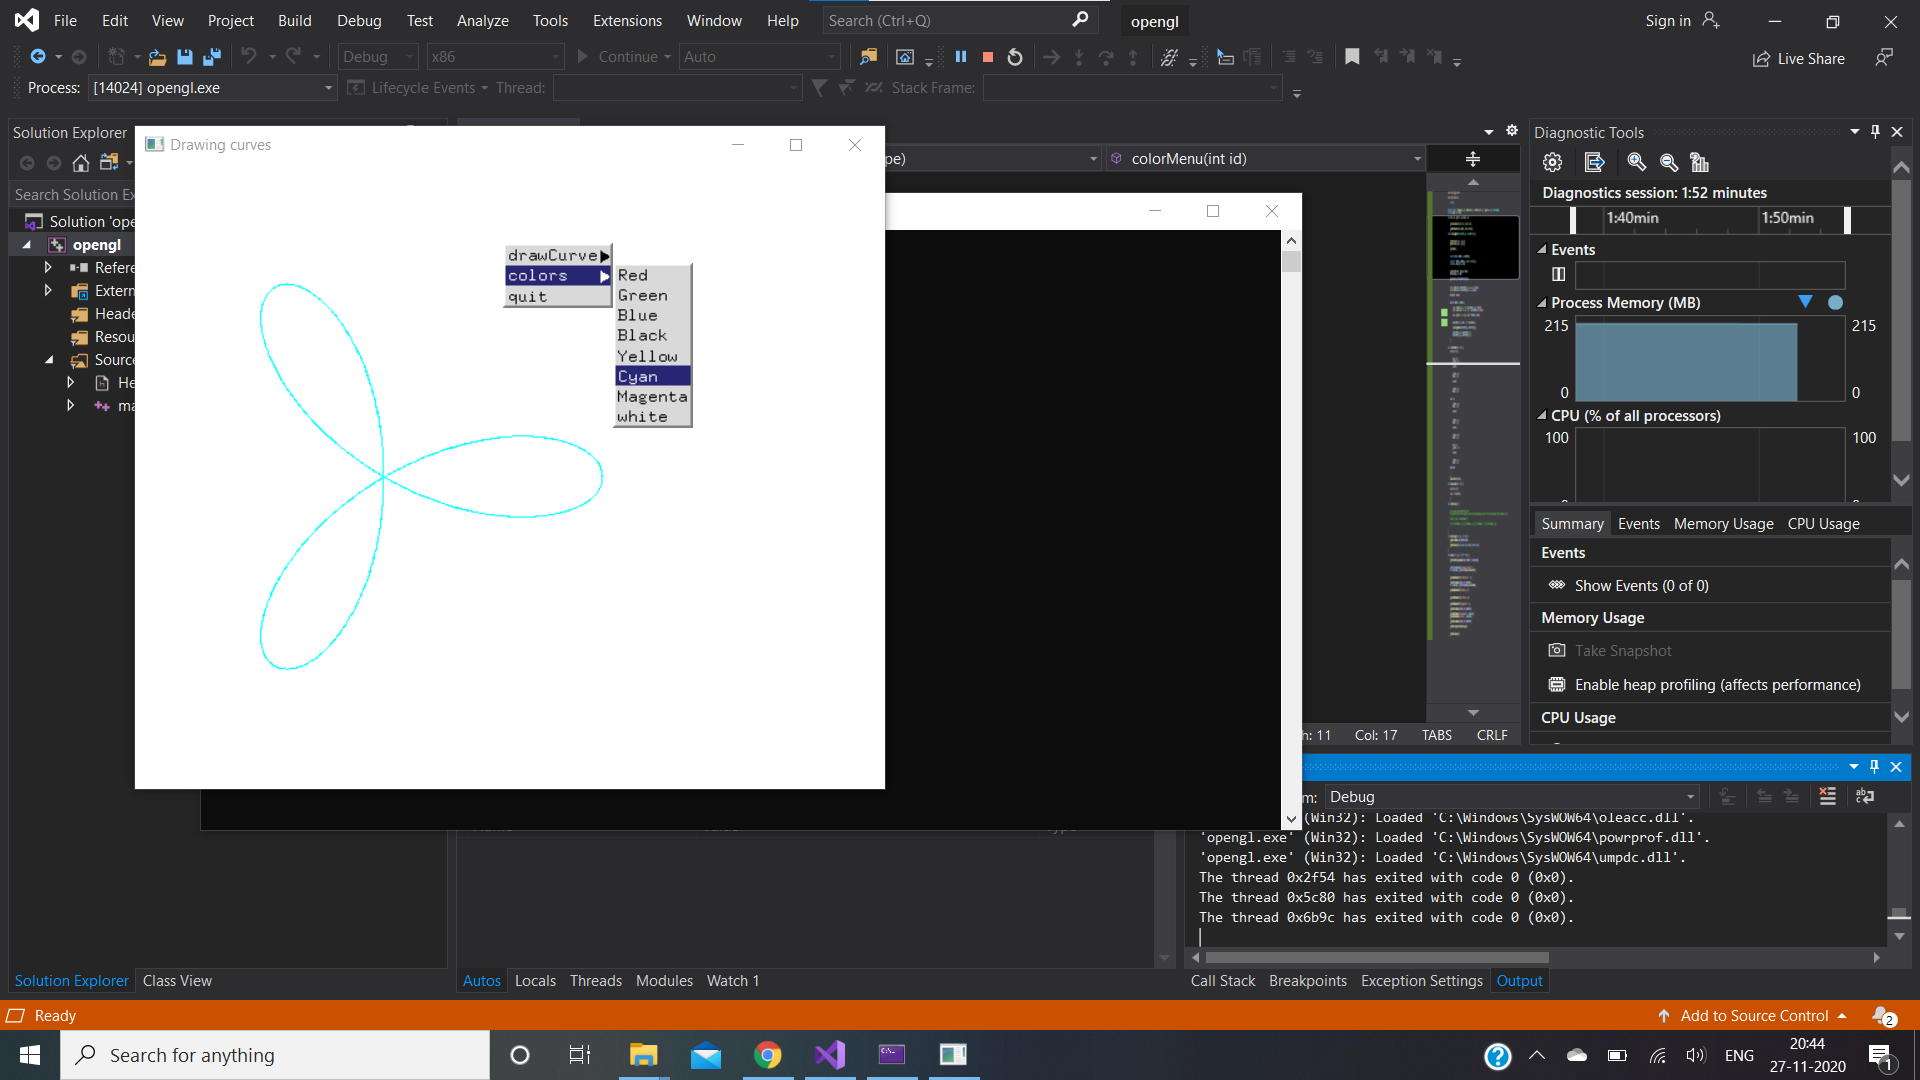 File Edit View Project Build Debug Test Analyze Tools Extensions Window Help Search (Ctrl+Q) opengl Sign in
Debug x86 Continue Auto Live Share
Process: [14024] opengl.exe Lifecycle Events Thread: Stack Frame:
Solution Explorer
Search Solution Ex
Solution 'ope
opengl
Refere
Extern
Heade
Resou
Source
He
ma
Drawing curves
drawCurve
colors
quit
Red
Green
Blue
Black
Yellow
Cyan
Magenta
white
pe) colorMenu(int id)
h: 11 Col: 17 TABS CRLF
Diagnostic Tools
Diagnostics session: 1:52 minutes
1:40min 1:50min
Events
Process Memory (MB)
215 215
0 0
CPU (% of all processors)
100 100
Summary Events Memory Usage CPU Usage
Events
Show Events (0 of 0)
Memory Usage
Take Snapshot
Enable heap profiling (affects performance)
CPU Usage
m: Debug
(Win32): Loaded 'C:\Windows\SysWOW64\oleacc.dll'.
'opengl.exe' (Win32): Loaded 'C:\Windows\SysWOW64\powrprof.dll'.
'opengl.exe' (Win32): Loaded 'C:\Windows\SysWOW64\umpdc.dll'.
The thread 0x2f54 has exited with code 0 (0x0).
The thread 0x5c80 has exited with code 0 (0x0).
The thread 0x6b9c has exited with code 0 (0x0).
Solution Explorer Class View
Autos Locals Threads Modules Watch 1
Call Stack Breakpoints Exception Settings Output
Ready Add to Source Control 2
Search for anything
ENG 20:44
27-11-2020
1